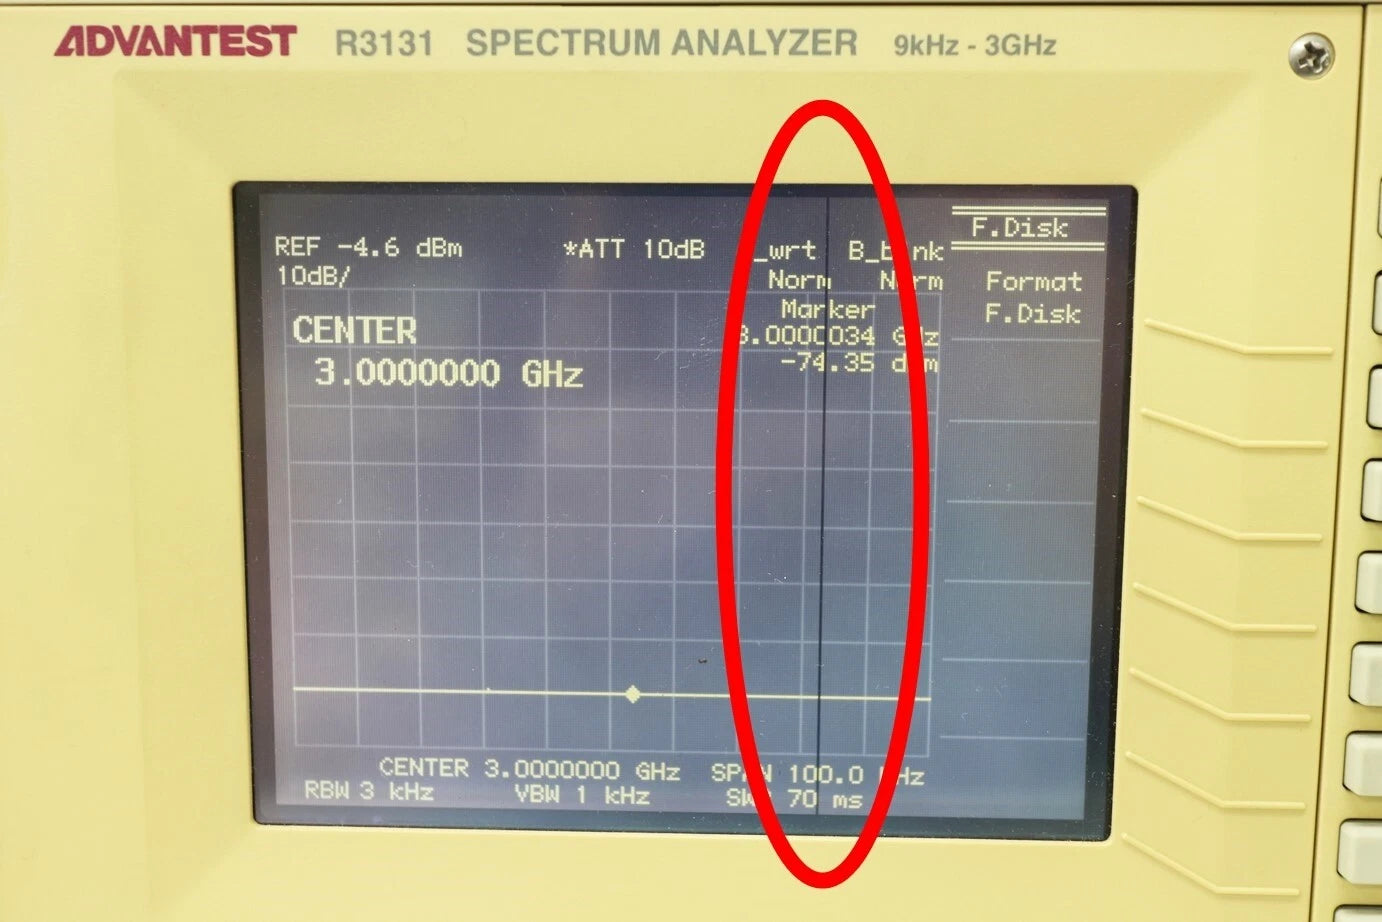 ADVANTEST R3131 SPECTRUM ANALYZER 9kHz - 3GHz
F.Disk
REF -4.6 dBm *ATT 10dB _wrt
10dB/ Norm
Format
F.Disk
Marker
.0000034
-74.35
CENTER
3.0000000 GHz
CENTER 3.0000000 GHz 100.0
RBW 3 kHz VBW 1 kHz 70 ms